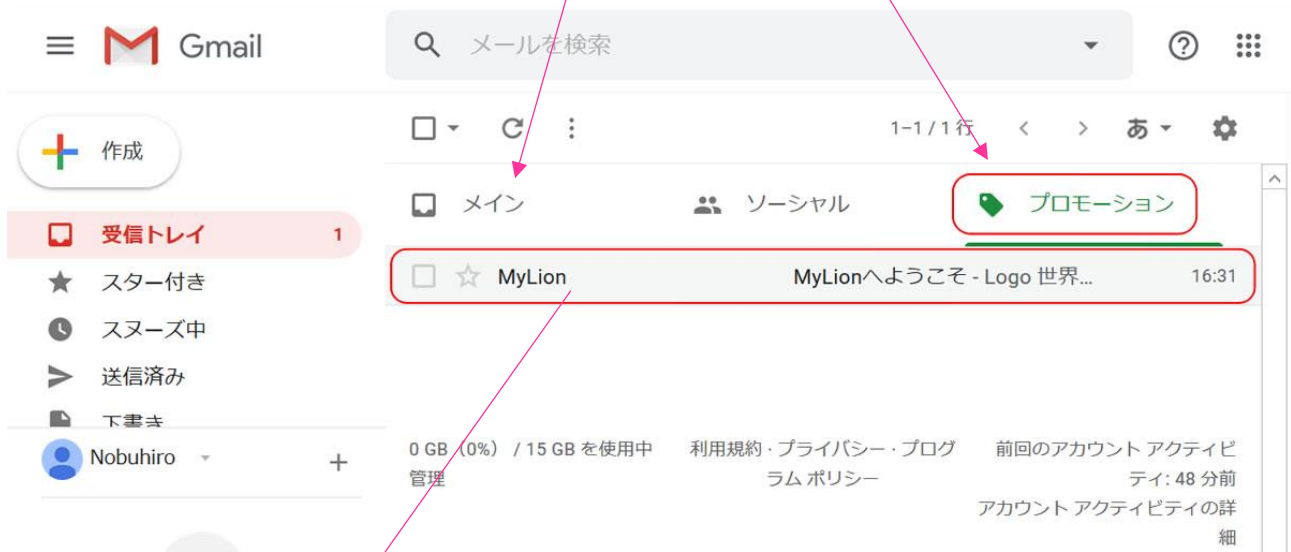 Gmail
メールを検索
作成
1-1 / 1 行
あ
メイン
ソーシャル
プロモーション
受信トレイ 1
MyLion MyLionへようこそ - Logo 世界... 16:31
スター付き
スヌーズ中
送信済み
下書き
Nobuhiro
0 GB（0%） / 15 GB を使用中
管理
利用規約 · プライバシー · プログ
ラム ポリシー
前回のアカウント アクティビ
ティ: 48 分前
アカウント アクティビティの詳
細